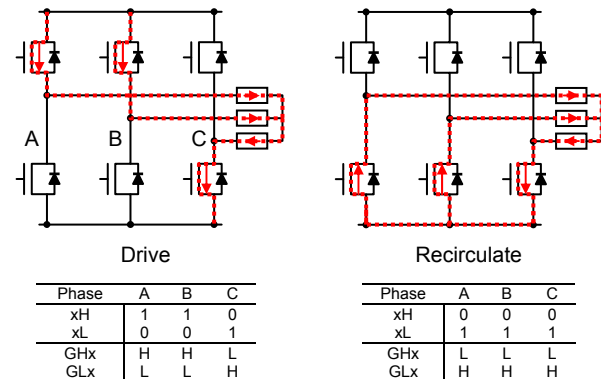 A B C
Drive
Recirculate
Phase A B C
xH 1 1 0
xL 0 0 1
GHx H H L
GLx L L H
Phase A B C
xH 0 0 0
xL 1 1 1
GHx L L L
GLx H H H